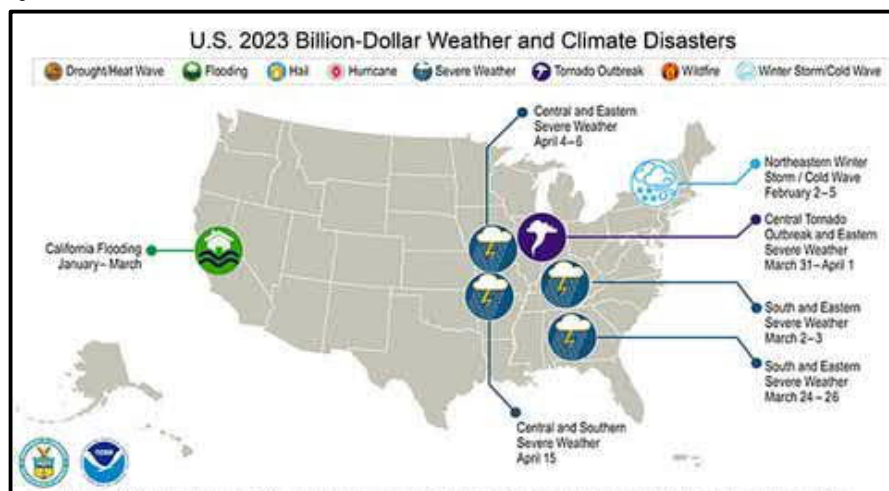 U.S. 2023 Billion-Dollar Weather and Climate Disasters
Drought/Heat Wave Flooding Hail Hurricane Severe Weather Tornado Outbreak Wildfire Winter Storm/Cold Wave
Central and Eastern
Severe Weather
April 4–6
Northeastern Winter
Storm / Cold Wave
February 2–5
Central Tornado
Outbreak and Eastern
Severe Weather
March 31–April 1
California Flooding
January–March
South and Eastern
Severe Weather
March 2–3
South and Eastern
Severe Weather
March 24–26
Central and Southern
Severe Weather
April 15